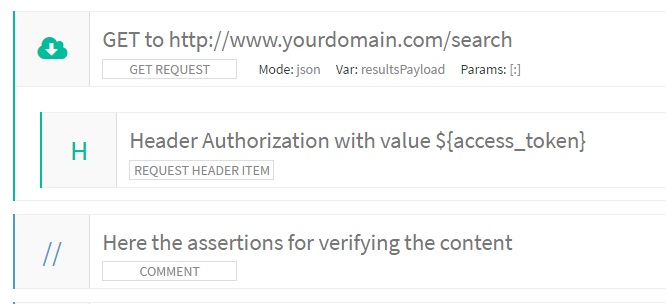 GET to http://www.yourdomain.com/search
GET REQUEST Mode: json Var: resultsPayload Params: [:]
H Header Authorization with value ${access_token}
REQUEST HEADER ITEM
// Here the assertions for verifying the content
COMMENT